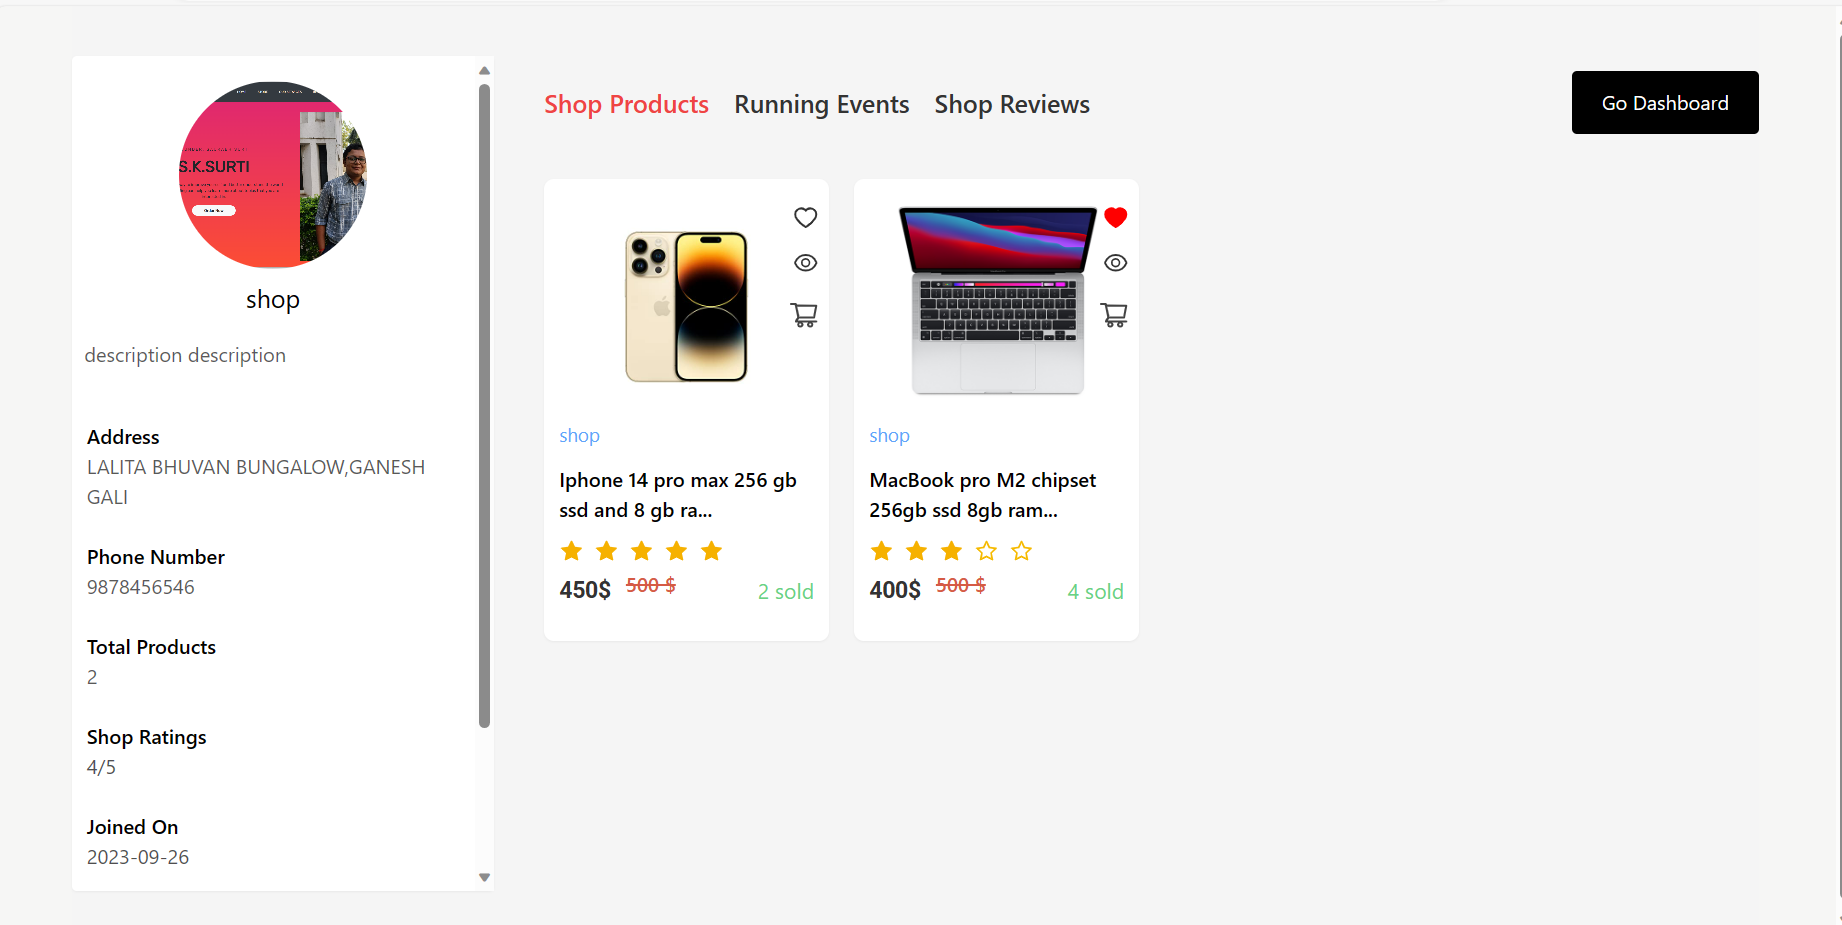 S.K.SURTI
Order Now
shop
description description
Address
LALITA BHUVAN BUNGALOW,GANESH
GALI
Phone Number
9878456546
Total Products
2
Shop Ratings
4/5
Joined On
2023-09-26
Shop Products
Running Events
Shop Reviews
Go Dashboard
shop
Iphone 14 pro max 256 gb
ssd and 8 gb ra...
450$ 500 $ 2 sold
shop
MacBook pro M2 chipset
256gb ssd 8gb ram...
400$ 500 $ 4 sold